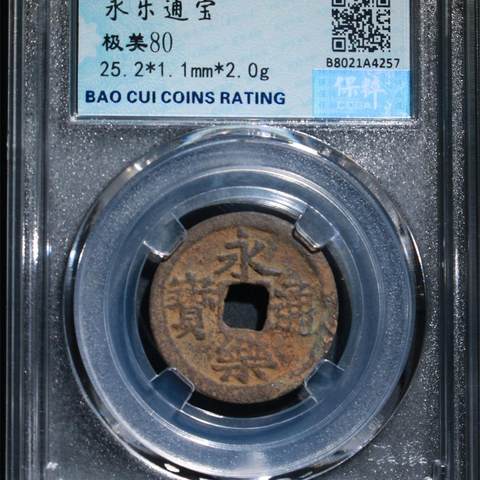 永乐通宝
极美80
25.2*1.1mm*2.0g
BAO CUI COINS RATING
B8021A4257
保粹
永樂通寶